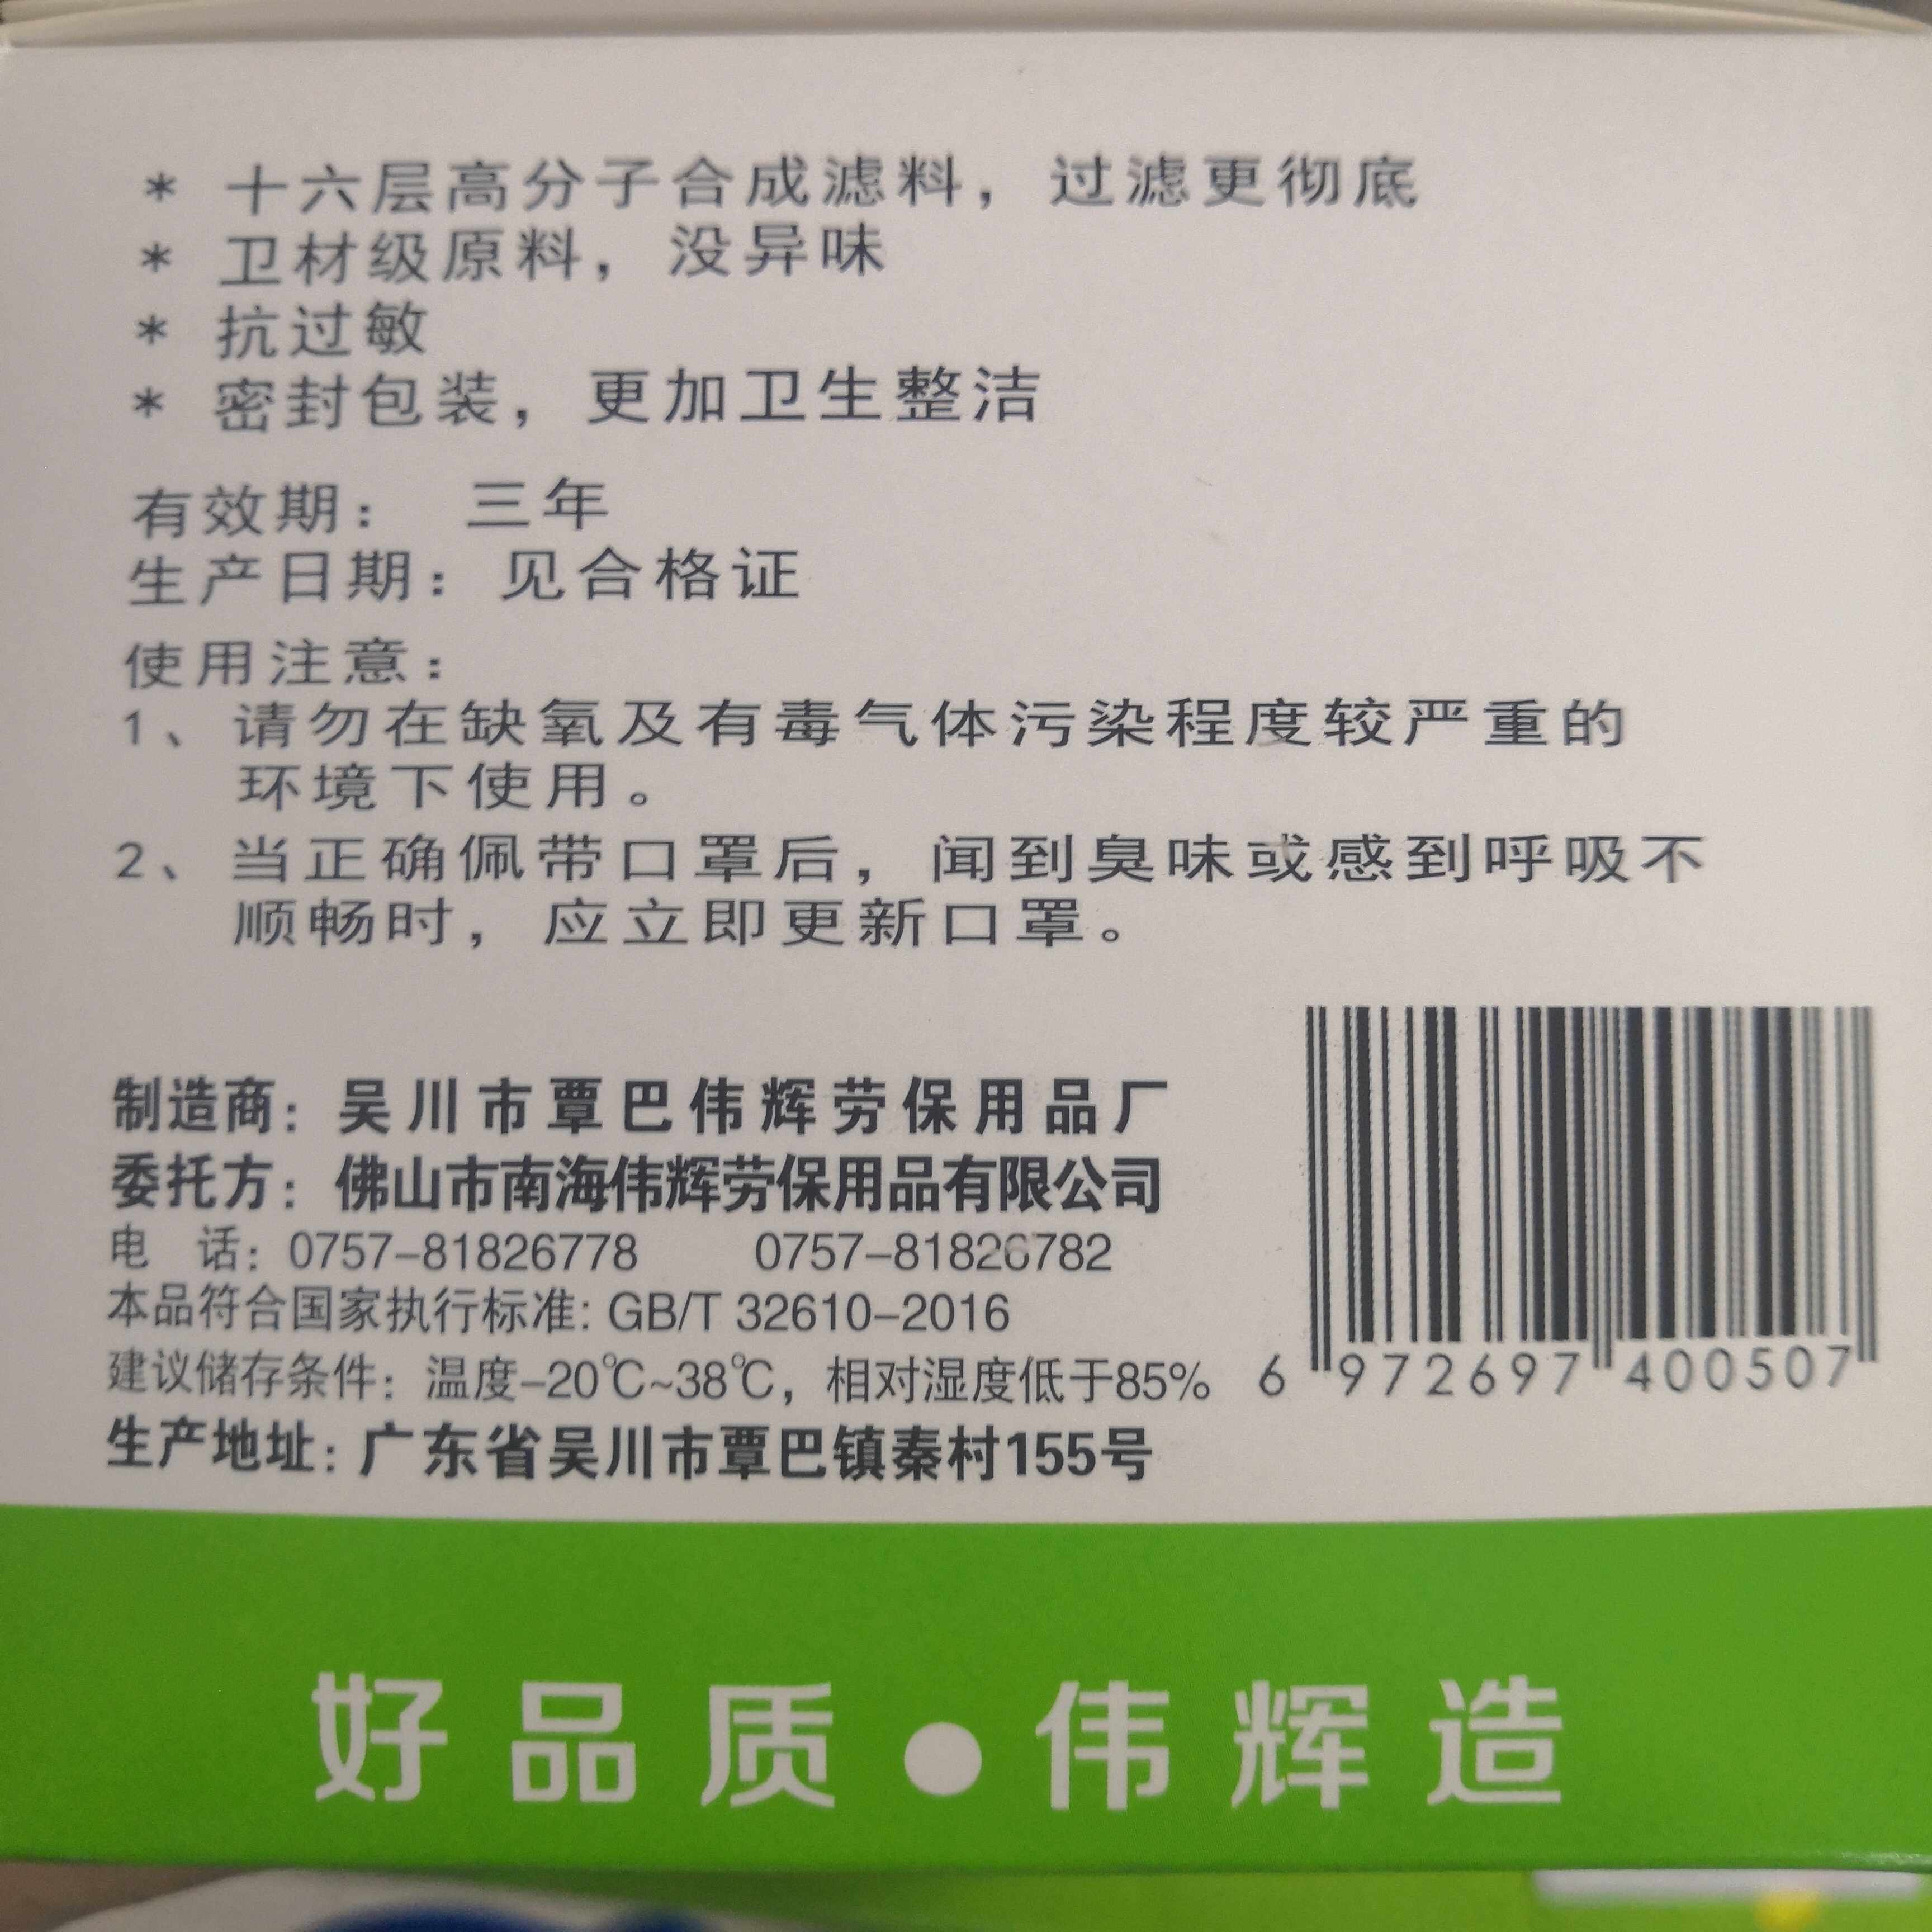 * 十六层高分子合成滤料，过滤更彻底
* 卫材级原料，没异味
* 抗过敏
* 密封包装，更加卫生整洁
有效期： 三年
生产日期：见合格证
使用注意：
1、请勿在缺氧及有毒气体污染程度较严重的
环境下使用。
2、当正确佩带口罩后，闻到臭味或感到呼吸不
顺畅时，应立即更新口罩。
制造商：吴川市覃巴伟辉劳保用品厂
委托方：佛山市南海伟辉劳保用品有限公司
电 话：0757-81826778 0757-81826782
本品符合国家执行标准: GB/T 32610-2016
建议储存条件：温度-20℃~38℃，相对湿度低于85%
生产地址：广东省吴川市覃巴镇秦村155号
6 972697 400507
好品质●伟辉造